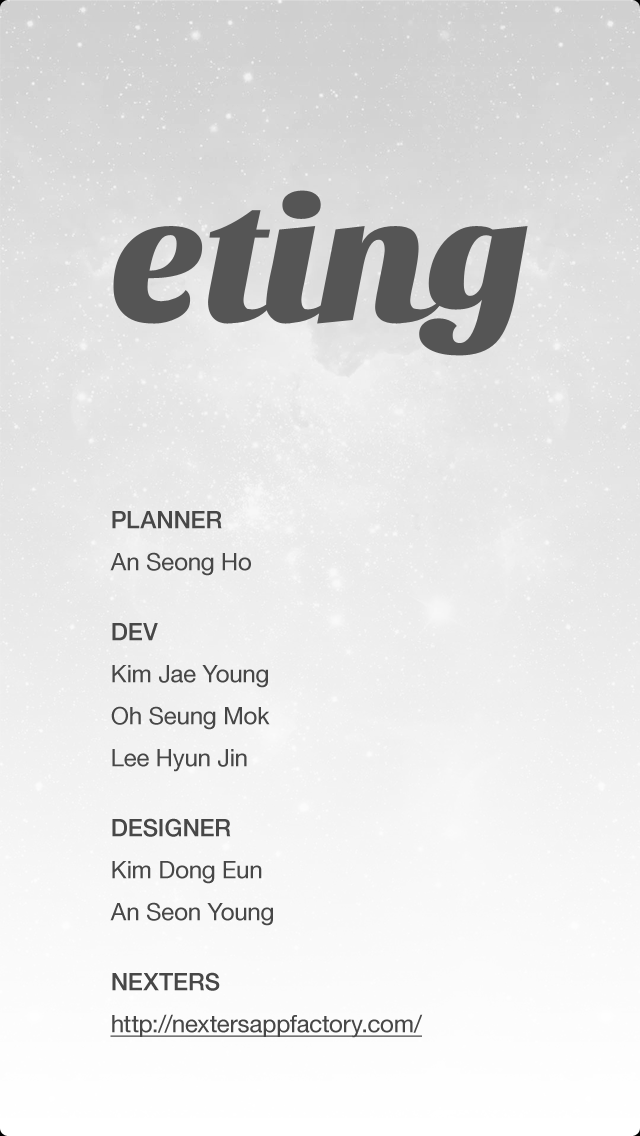 eting
PLANNER
An Seong Ho
DEV
Kim Jae Young
Oh Seung Mok
Lee Hyun Jin
DESIGNER
Kim Dong Eun
An Seon Young
NEXTERS
http://nextersappfactory.com/